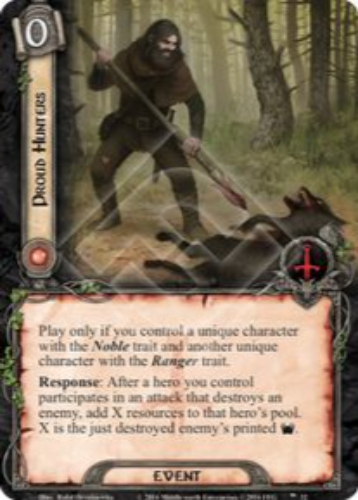 0
PROUD HUNTERS
Play only if you control a unique character
with the Noble trait and another unique
character with the Ranger trait.
Response: After a hero you control
participates in an attack that destroys an
enemy, add X resources to that hero's pool.
X is the just destroyed enemy's printed
EVENT